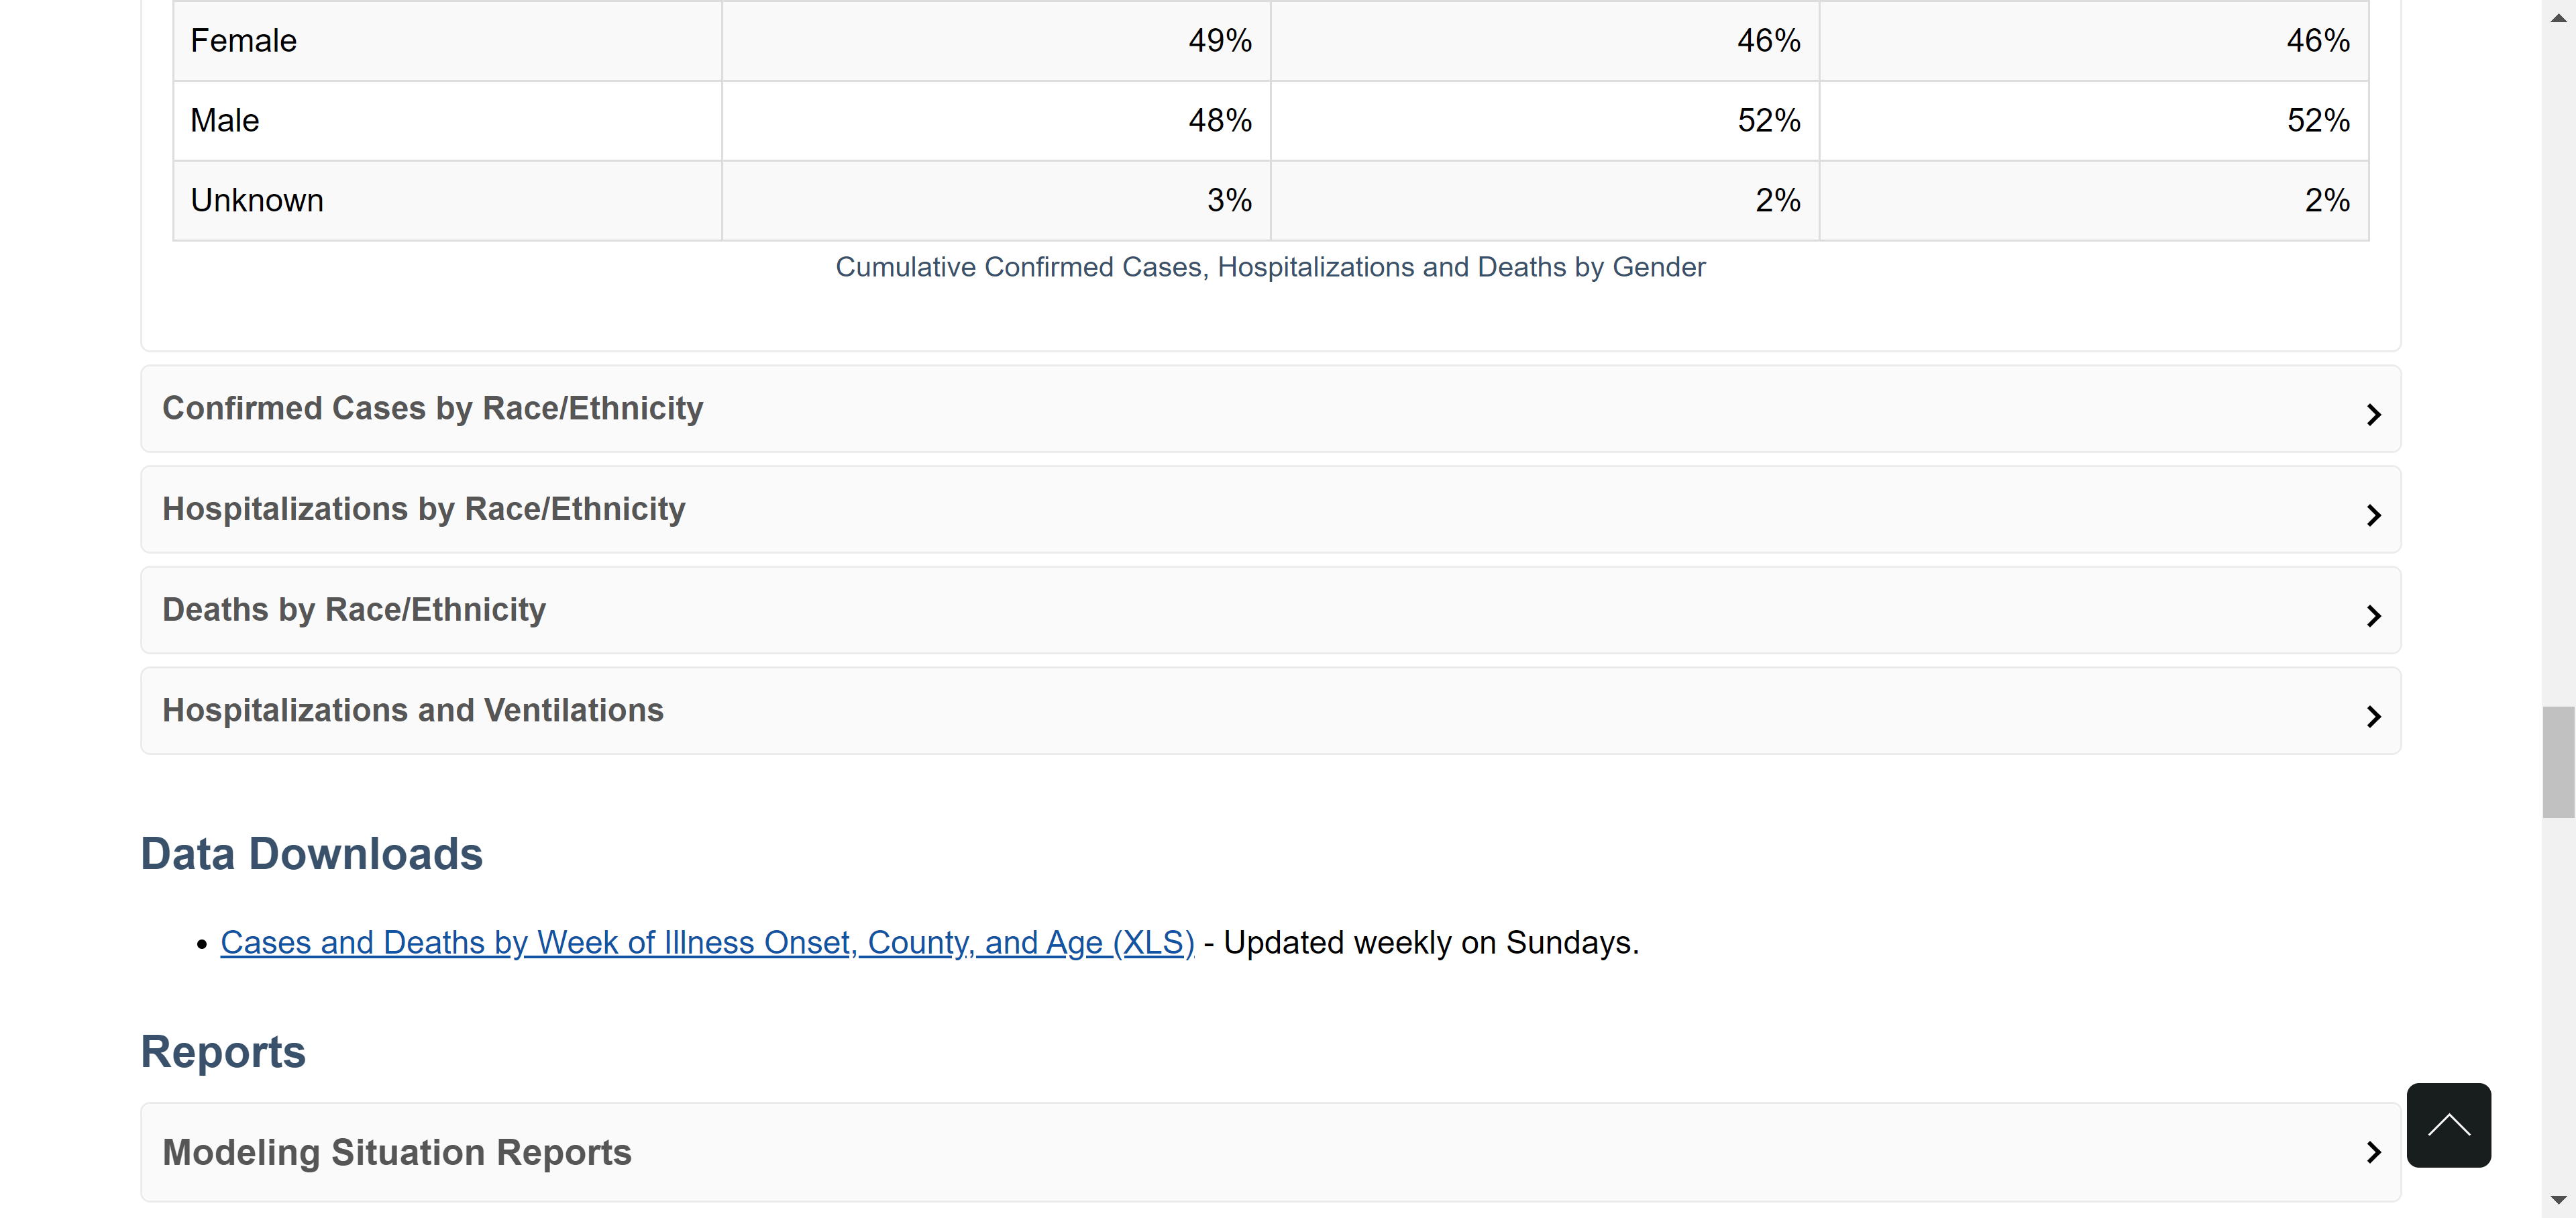 Female 49% 46% 46%
Male 48% 52% 52%
Unknown 3% 2% 2%
Cumulative Confirmed Cases, Hospitalizations and Deaths by Gender
Confirmed Cases by Race/Ethnicity
Hospitalizations by Race/Ethnicity
Deaths by Race/Ethnicity
Hospitalizations and Ventilations
Data Downloads
• Cases and Deaths by Week of Illness Onset, County, and Age (XLS) - Updated weekly on Sundays.
Reports
Modeling Situation Reports